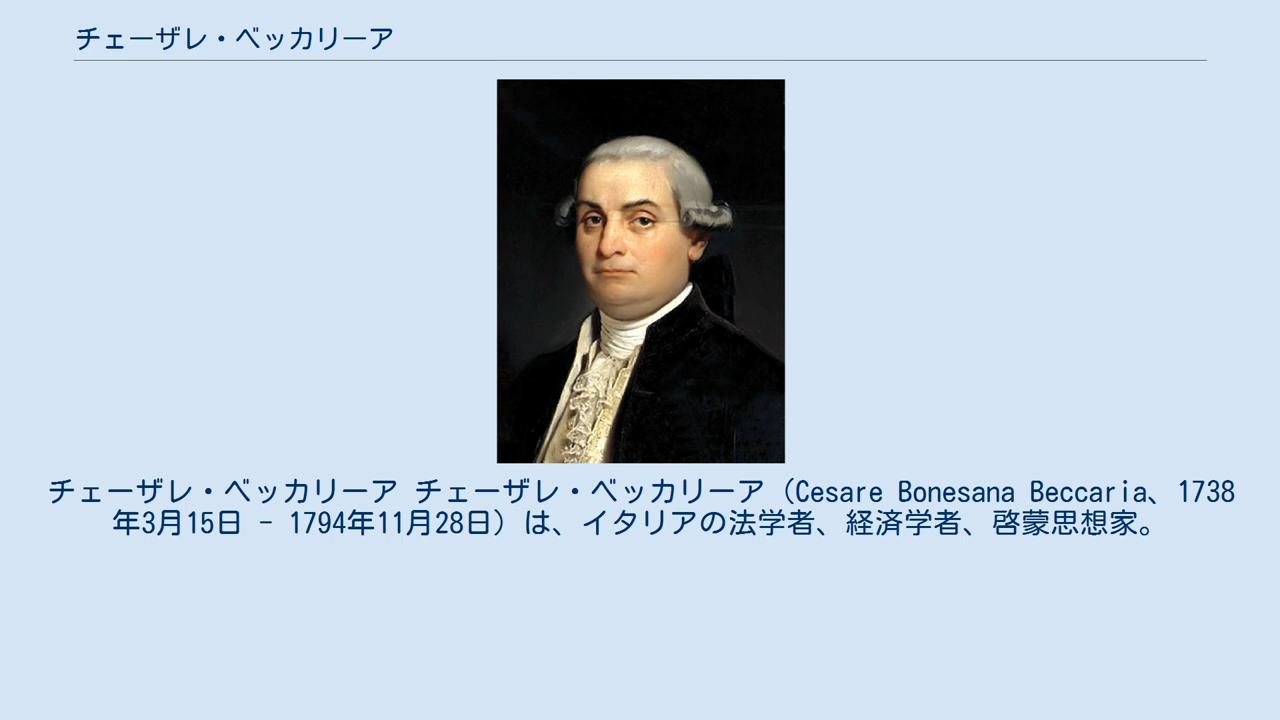 チェーザレ・ベッカリーア
チェーザレ・ベッカリーア チェーザレ・ベッカリーア（Cesare Bonesana Beccaria、1738
年3月15日 - 1794年11月28日）は、イタリアの法学者、経済学者、啓蒙思想家。